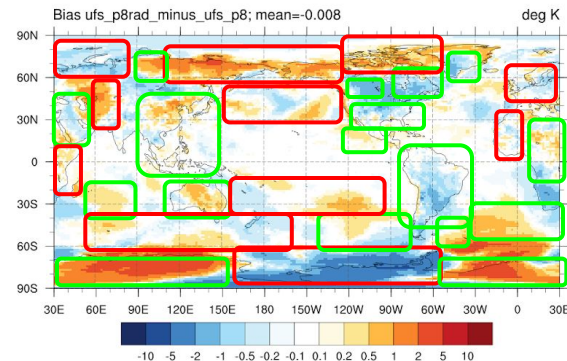 Bias ufs_p8rad_minus_ufs_p8; mean=-0.008 deg K
90N
60N
30N
0
30S
60S
90S
30E 60E 90E 120E 150E 180 150W 120W 90W 60W 30W 0 30E
-10 -5 -2 -1 -0.5 -0.2 -0.1 0.1 0.2 0.5 1 2 5 10